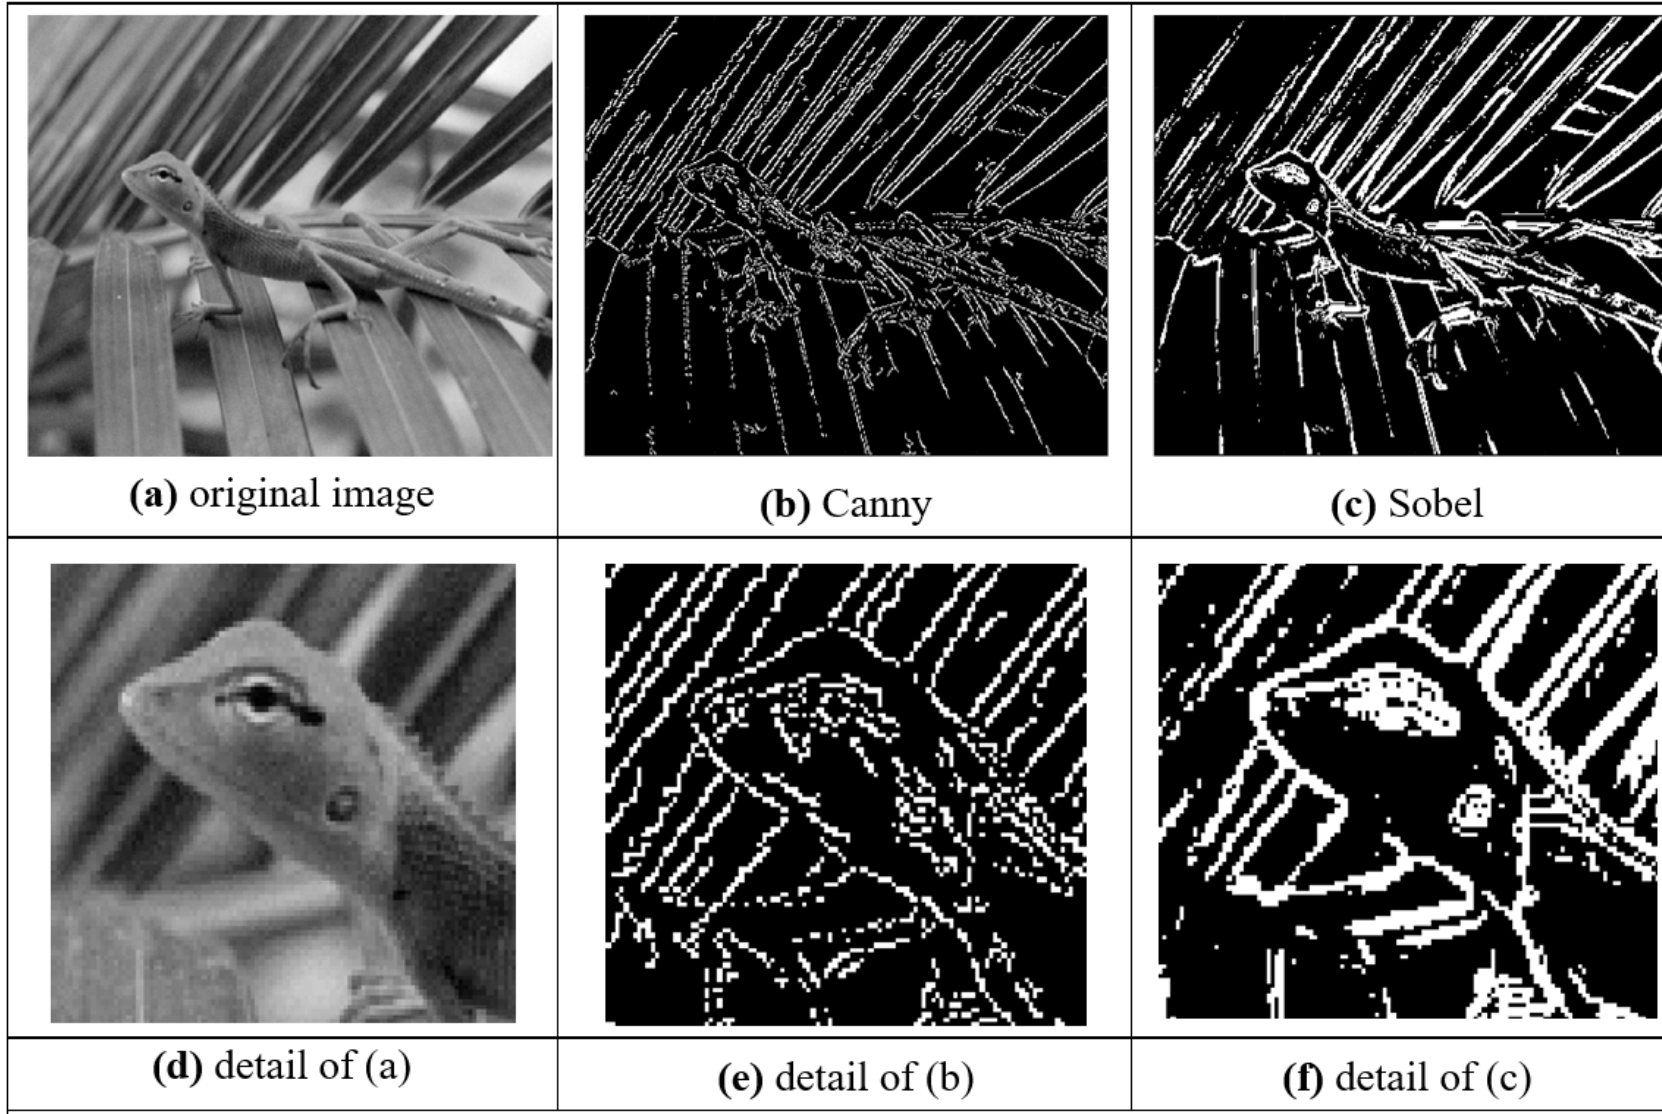 (a) original image
(b) Canny
(c) Sobel
(d) detail of (a)
(e) detail of (b)
(f) detail of (c)